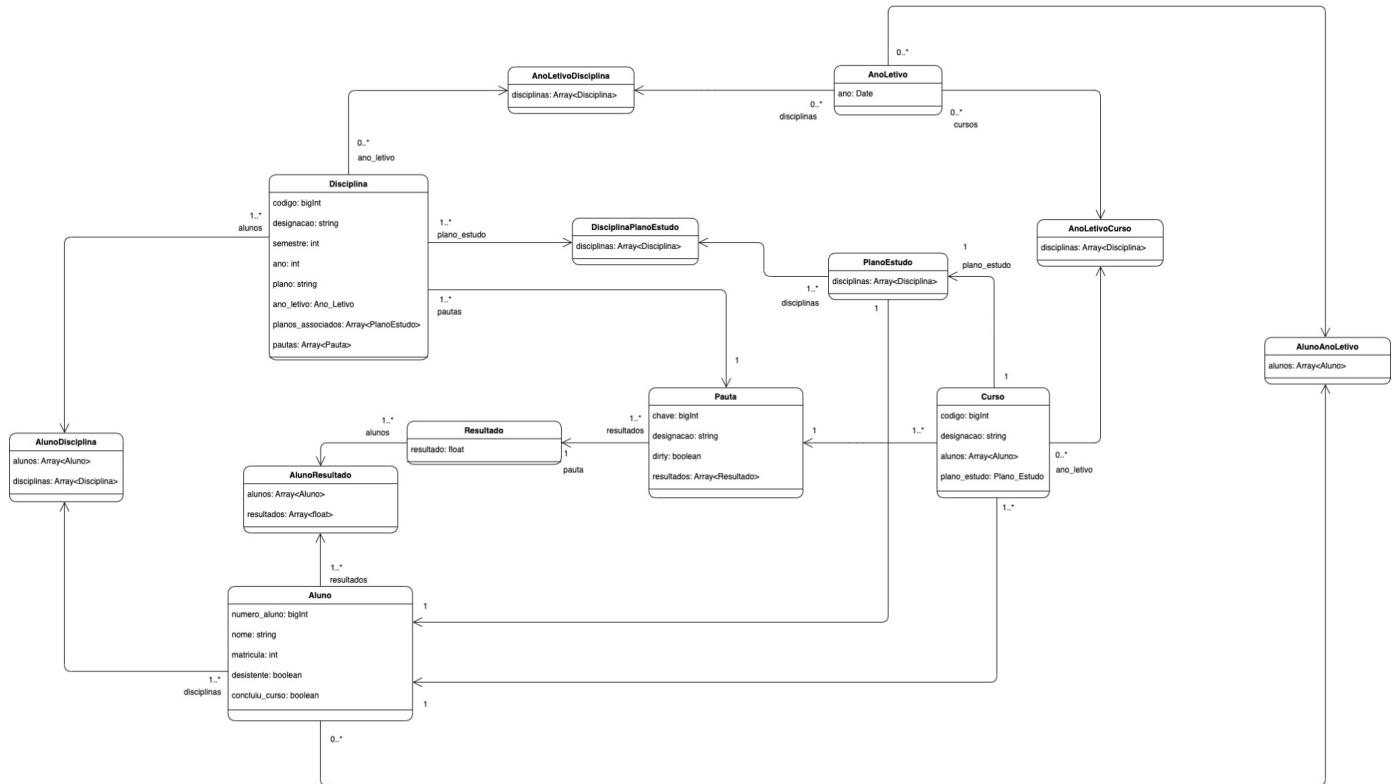 0..*
AnoLetivoDisciplina
disciplinas: Array<Disciplina>
AnoLetivo
ano: Date
0..*
disciplinas
0..*
cursos
0..*
ano_letivo
Disciplina
codigo: bigInt
designacao: string
semestre: int
ano: int
plano: string
ano_letivo: Ano_Letivo
planos_associados: Array<PlanoEstudo>
pautas: Array<Pauta>
1..*
alunos
1..*
plano_estudo
1..*
pautas
DisciplinaPlanoEstudo
disciplinas: Array<Disciplina>
PlanoEstudo
disciplinas: Array<Disciplina>
1..*
disciplinas
1
1
plano_estudo
AnoLetivoCurso
disciplinas: Array<Disciplina>
AlunoAnoLetivo
alunos: Array<Aluno>
1
1
Pauta
chave: bigInt
designacao: string
dirty: boolean
resultados: Array<Resultado>
Curso
codigo: bigInt
designacao: string
alunos: Array<Aluno>
plano_estudo: Plano_Estudo
1..*
resultados
1
1..*
0..*
ano_letivo
1..*
1..*
alunos
Resultado
resultado: float
1
pauta
AlunoDisciplina
alunos: Array<Aluno>
disciplinas: Array<Disciplina>
AlunoResultado
alunos: Array<Aluno>
resultados: Array<float>
1..*
resultados
Aluno
numero_aluno: bigInt
nome: string
matricula: int
desistente: boolean
concluiu_curso: boolean
1
1..*
disciplinas
1
0..*